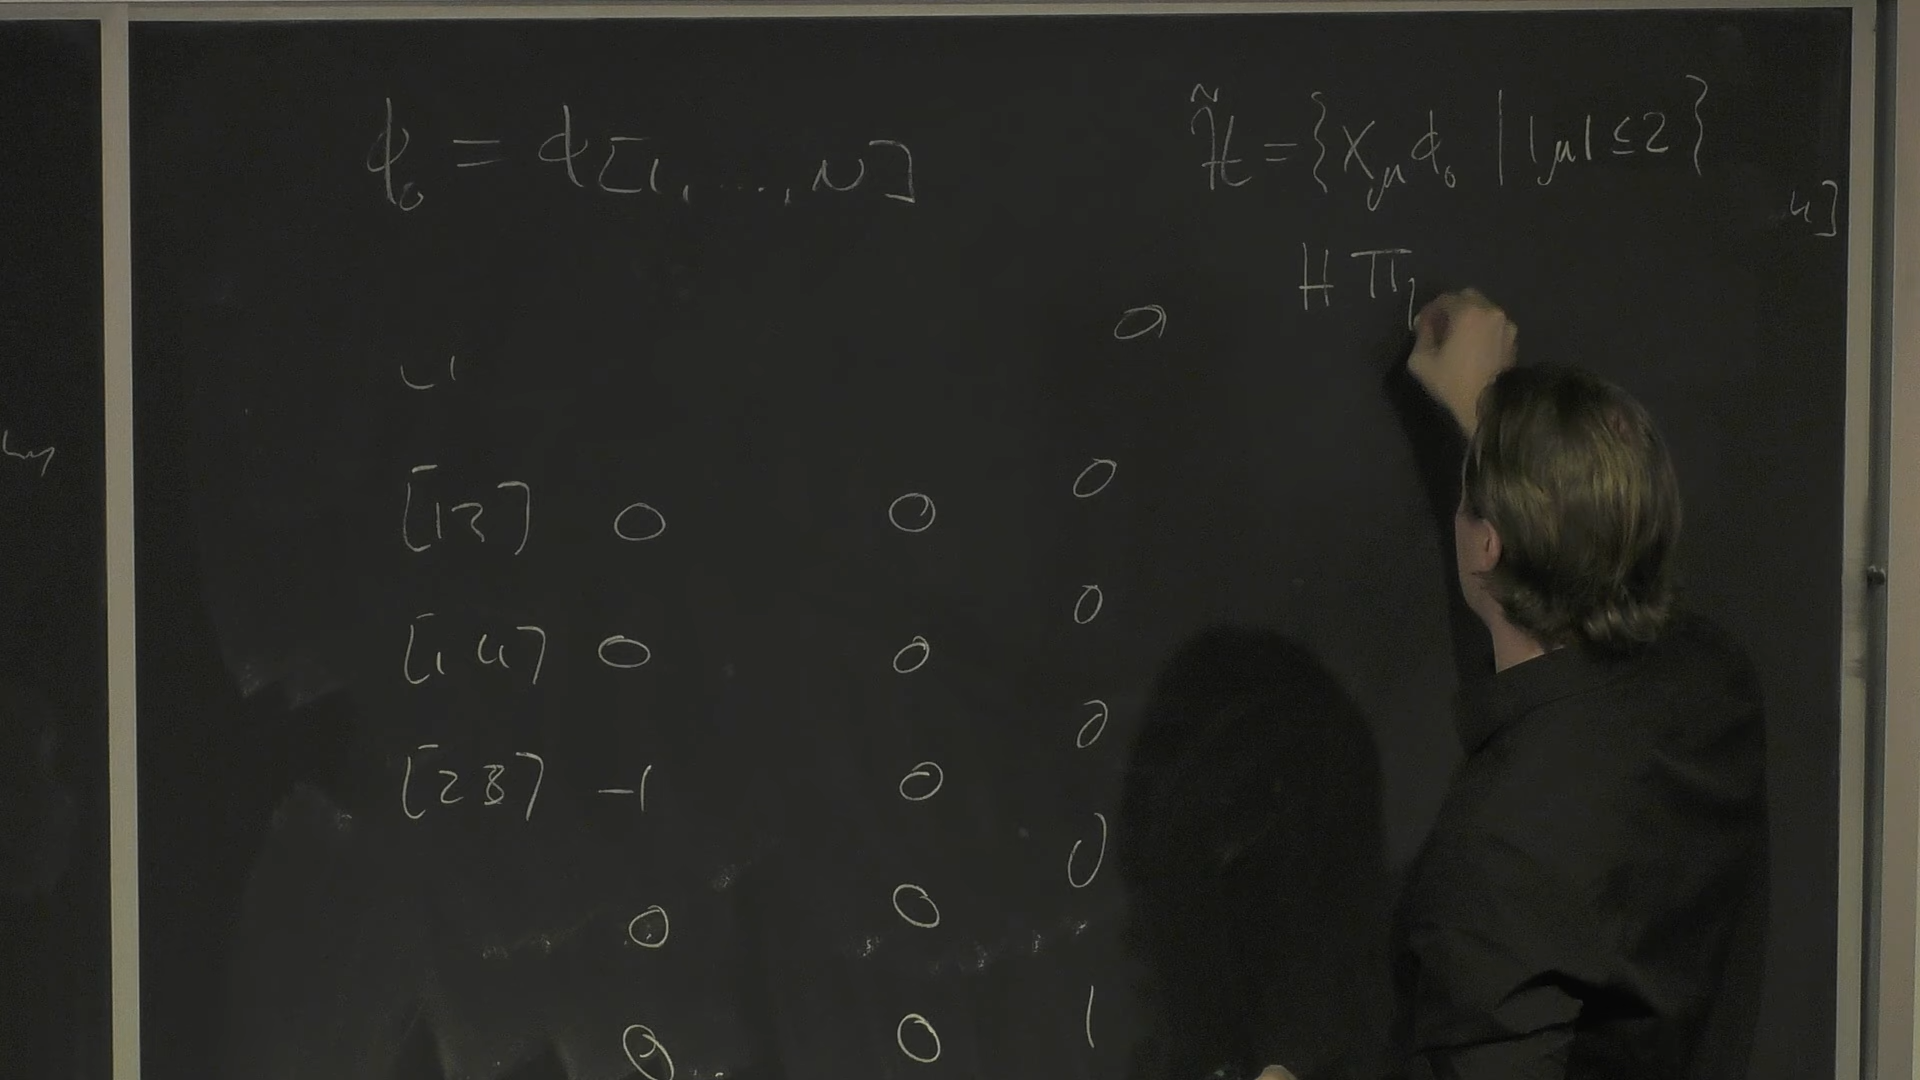 ϕ₀ = ϕ[1, ..., N]
H̃ = {X_μ ϕ₀ | |μ| ≤ 2}
4]
H Π
0
[13] 0 0 0
[14] 0 0 0
[23] -1 0 0
0 0 0
0 0 1